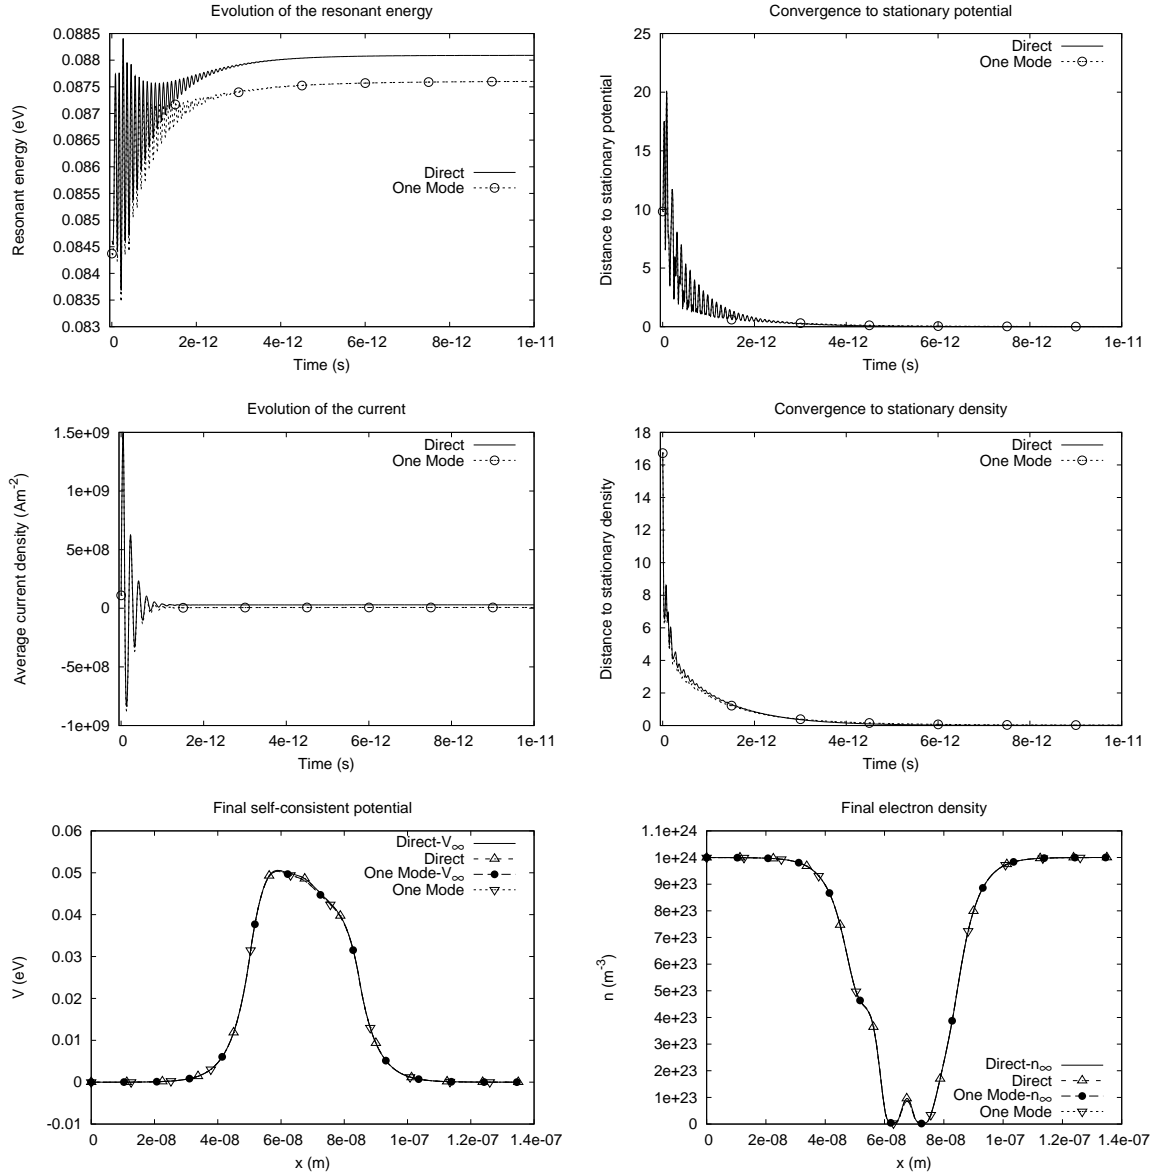 Evolution of the resonant energy
Resonant energy (eV)
0.0885
0.088
0.0875
0.087
0.0865
0.086
0.0855
0.085
0.0845
0.084
0.0835
0.083
Direct
One Mode
0 2e-12 4e-12 6e-12 8e-12 1e-11
Time (s)
Convergence to stationary potential
Distance to stationary potential
25
20
15
10
5
0
Direct
One Mode
0 2e-12 4e-12 6e-12 8e-12 1e-11
Time (s)
Evolution of the current
Average current density (Am-2)
1.5e+09
1e+09
5e+08
0
-5e+08
-1e+09
Direct
One Mode
0 2e-12 4e-12 6e-12 8e-12 1e-11
Time (s)
Convergence to stationary density
Distance to stationary density
18
16
14
12
10
8
6
4
2
0
Direct
One Mode
0 2e-12 4e-12 6e-12 8e-12 1e-11
Time (s)
Final self-consistent potential
V (eV)
0.06
0.05
0.04
0.03
0.02
0.01
0
-0.01
Direct-V∞
Direct
One Mode-V∞
One Mode
0 2e-08 4e-08 6e-08 8e-08 1e-07 1.2e-07 1.4e-07
x (m)
Final electron density
n (m-3)
1.1e+24
1e+24
9e+23
8e+23
7e+23
6e+23
5e+23
4e+23
3e+23
2e+23
1e+23
0
Direct-n∞
Direct
One Mode-n∞
One Mode
0 2e-08 4e-08 6e-08 8e-08 1e-07 1.2e-07 1.4e-07
x (m)